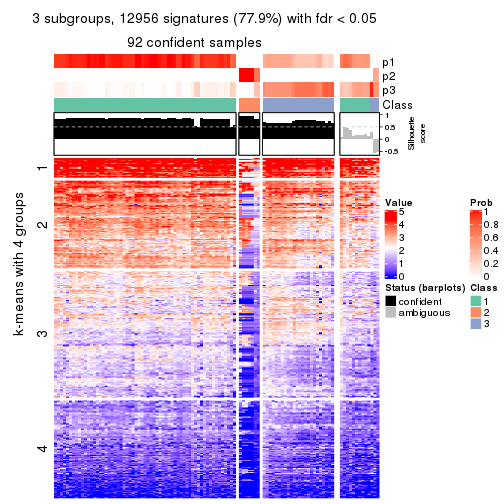 3 subgroups, 12956 signatures (77.9%) with fdr < 0.05
92 confident samples
p1
p2
p3
Class
1
0.5
0
-0.5
Silhouette
score
k-means with 4 groups
1
2
3
4
Value
5
4
3
2
1
0
Prob
1
0.8
0.6
0.4
0.2
0
Status (barplots)
confident
ambiguous
Class
1
2
3